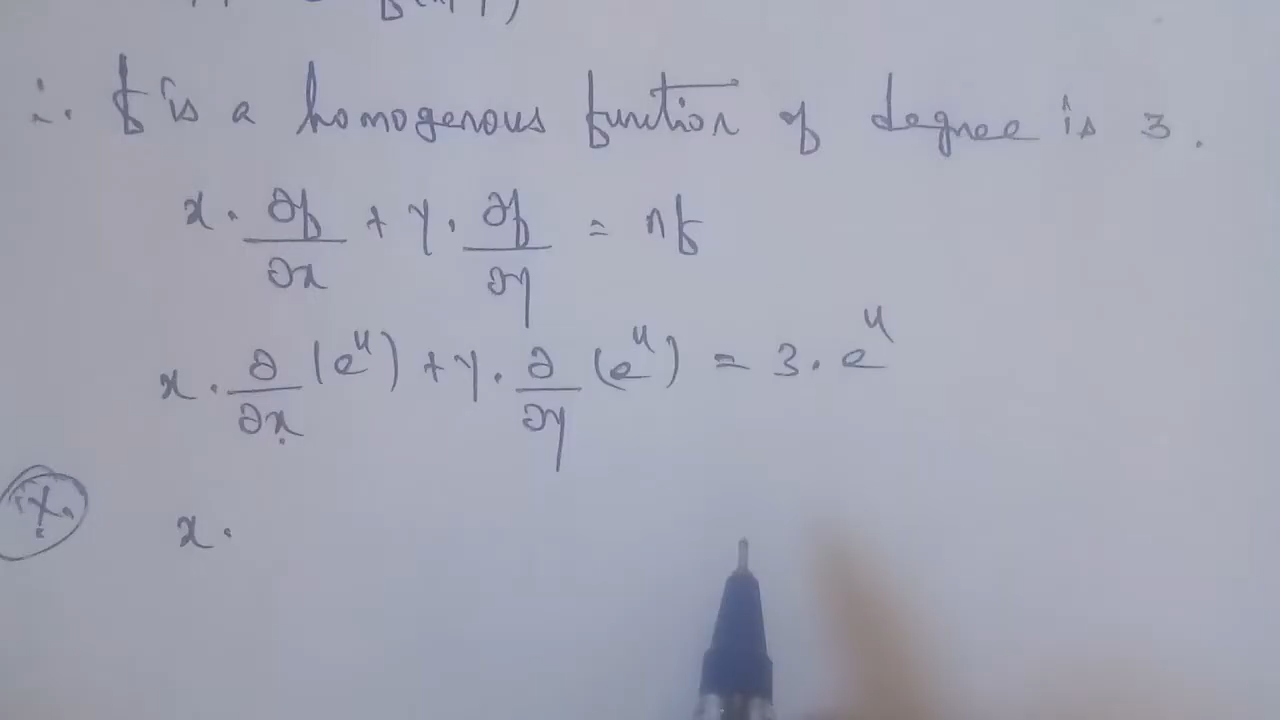 ∴ f is a homogenous function of degree is 3.
x · ∂f/∂x + y · ∂f/∂y = nf
x · ∂/∂x (e^u) + y · ∂/∂y (e^u) = 3 · e^u
x ·